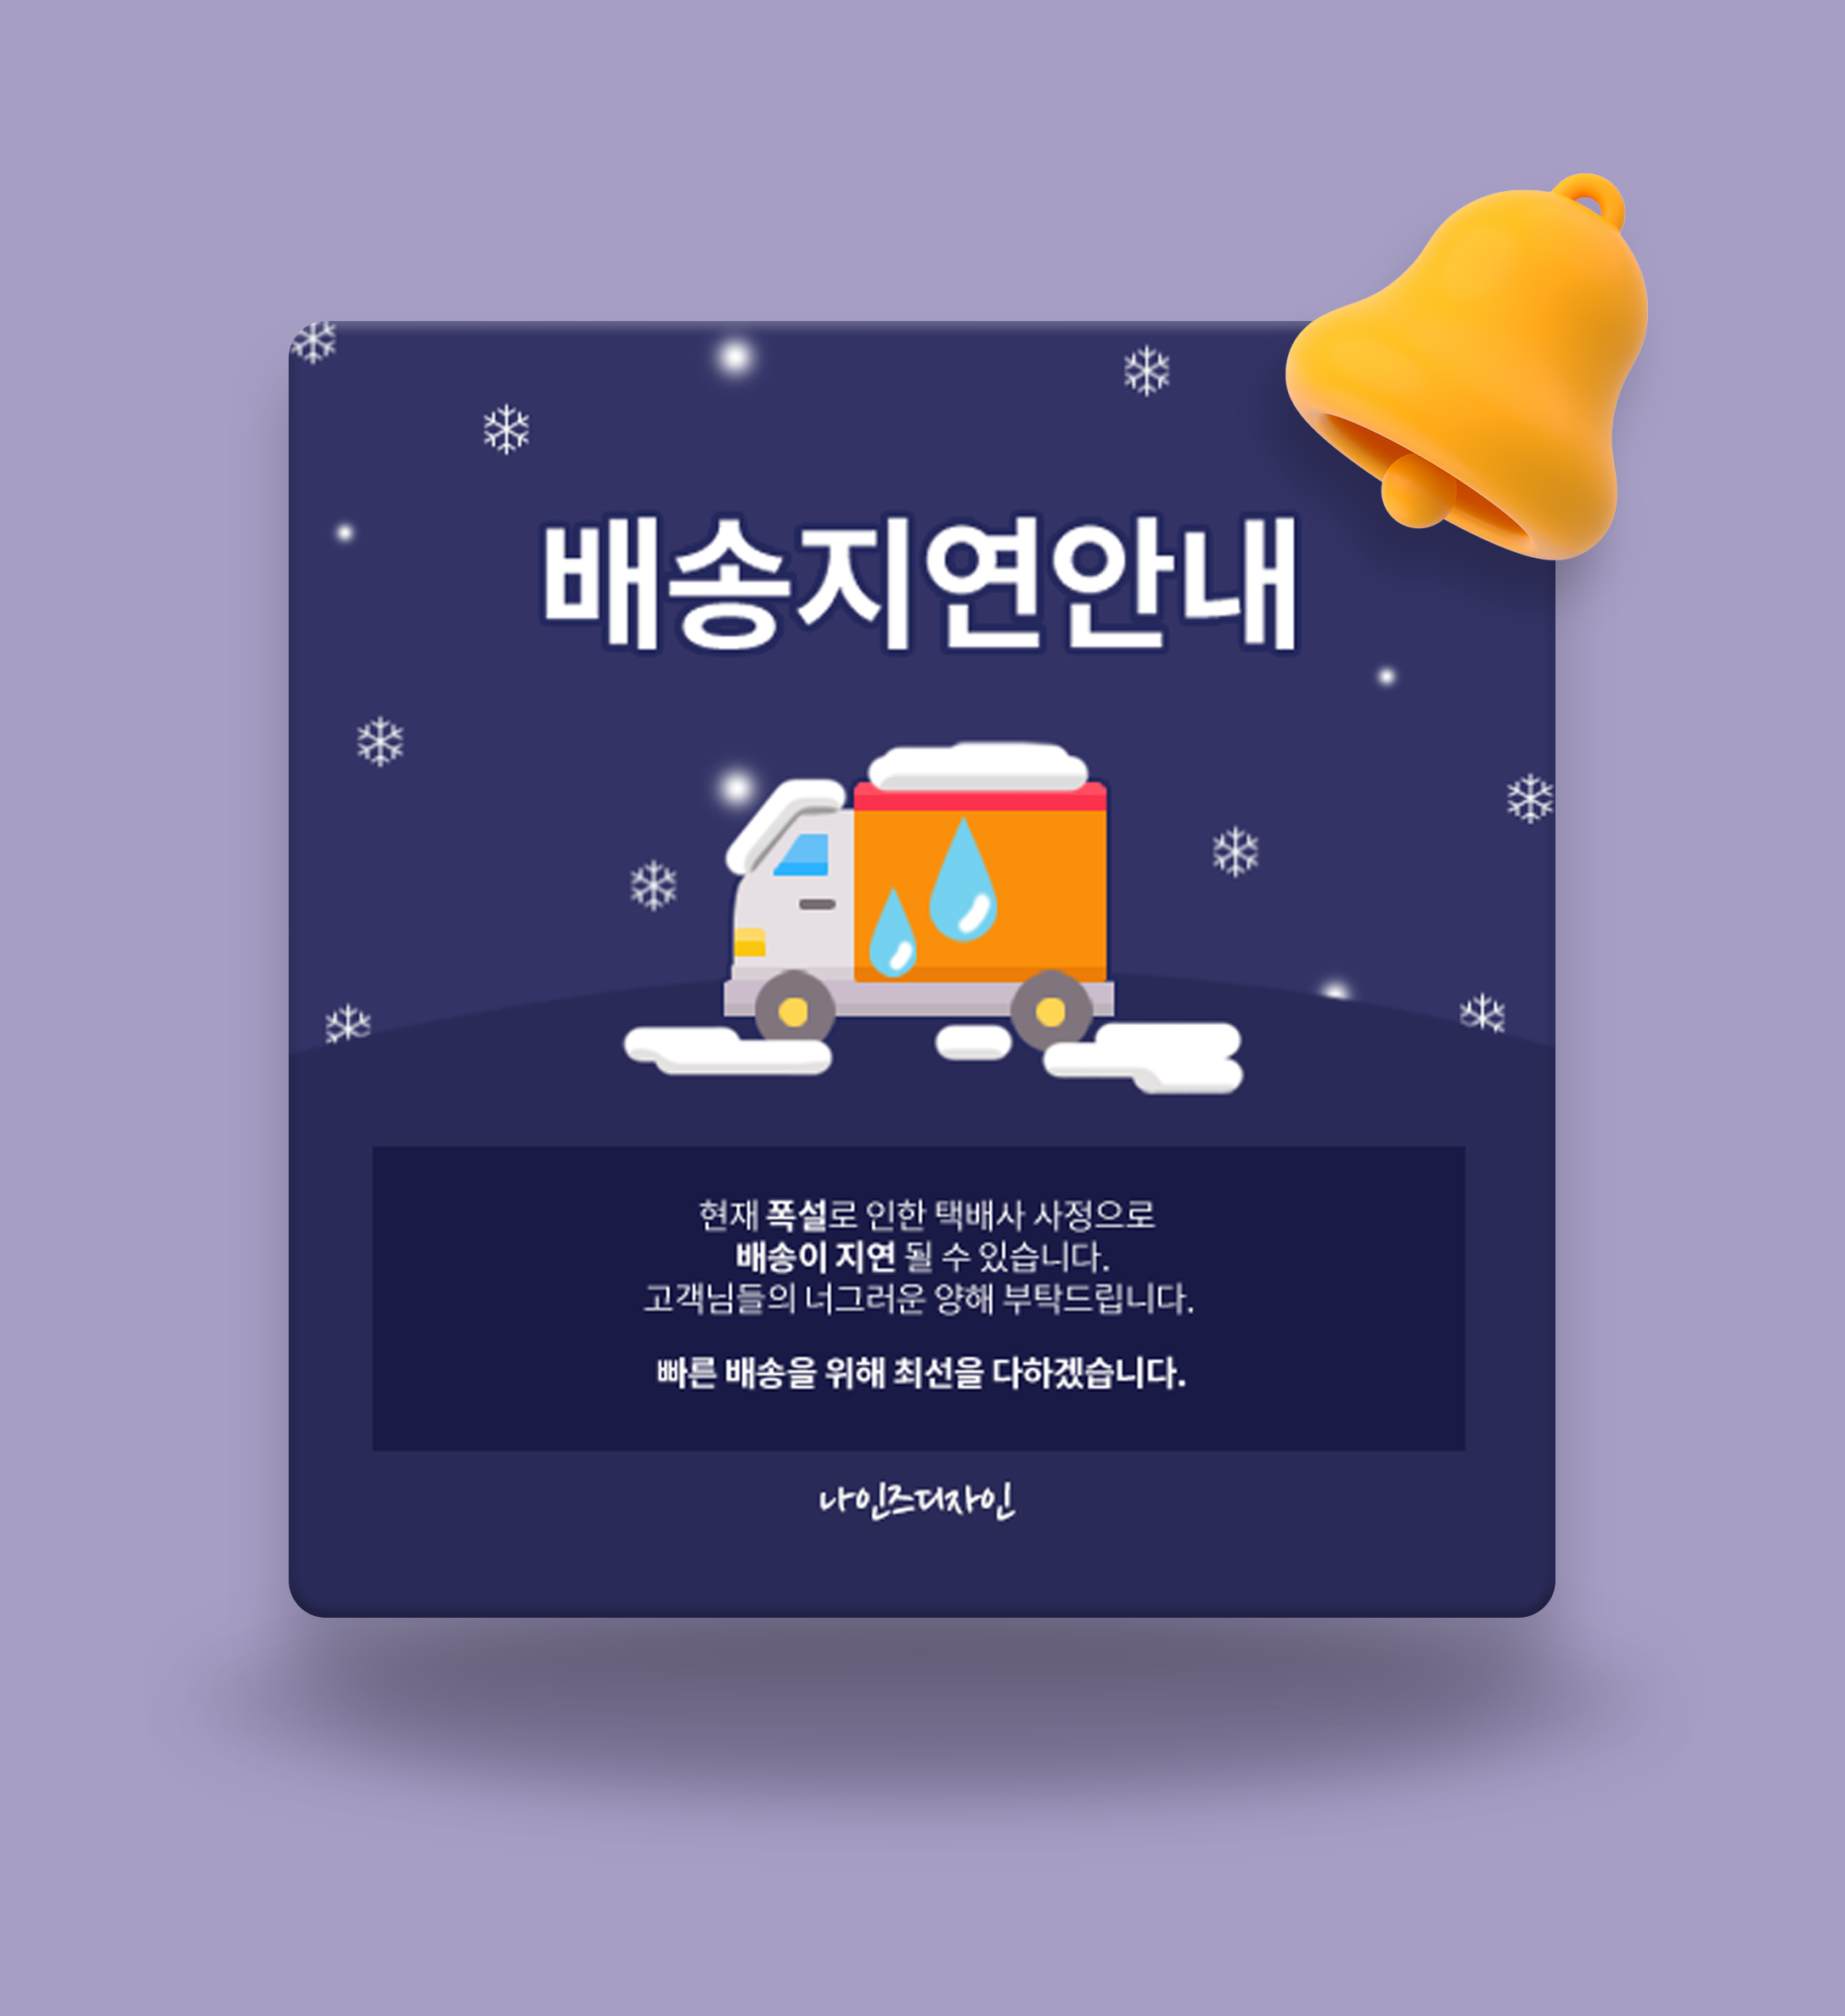 배송지연안내
현재 폭설로 인한 택배사 사정으로
배송이 지연 될 수 있습니다.
고객님들의 너그러운 양해 부탁드립니다.
빠른 배송을 위해 최선을 다하겠습니다.
나인즈디자인